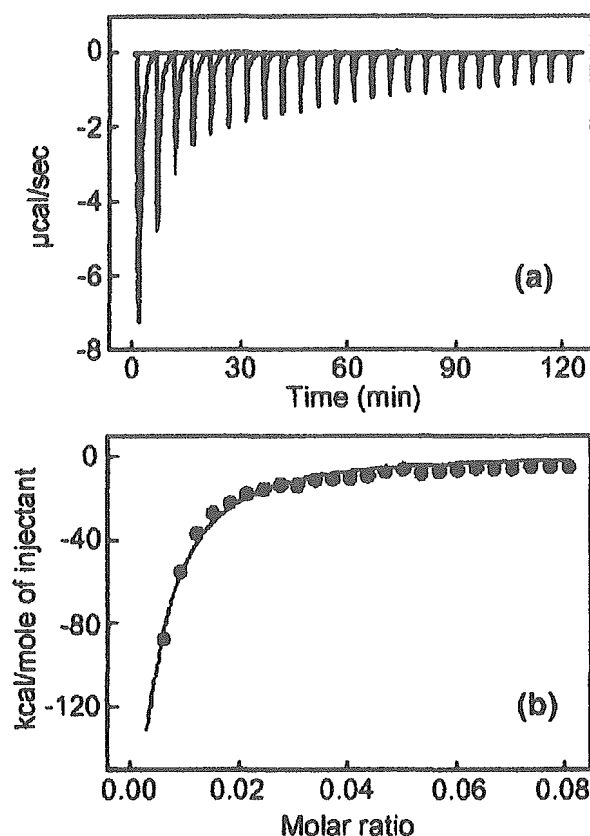 0
-2
-4
-6
-8
µcal/sec
(a)
0 30 60 90 120
Time (min)
0
-40
-80
-120
kcal/mole of injectant
(b)
0.00 0.02 0.04 0.06 0.08
Molar ratio